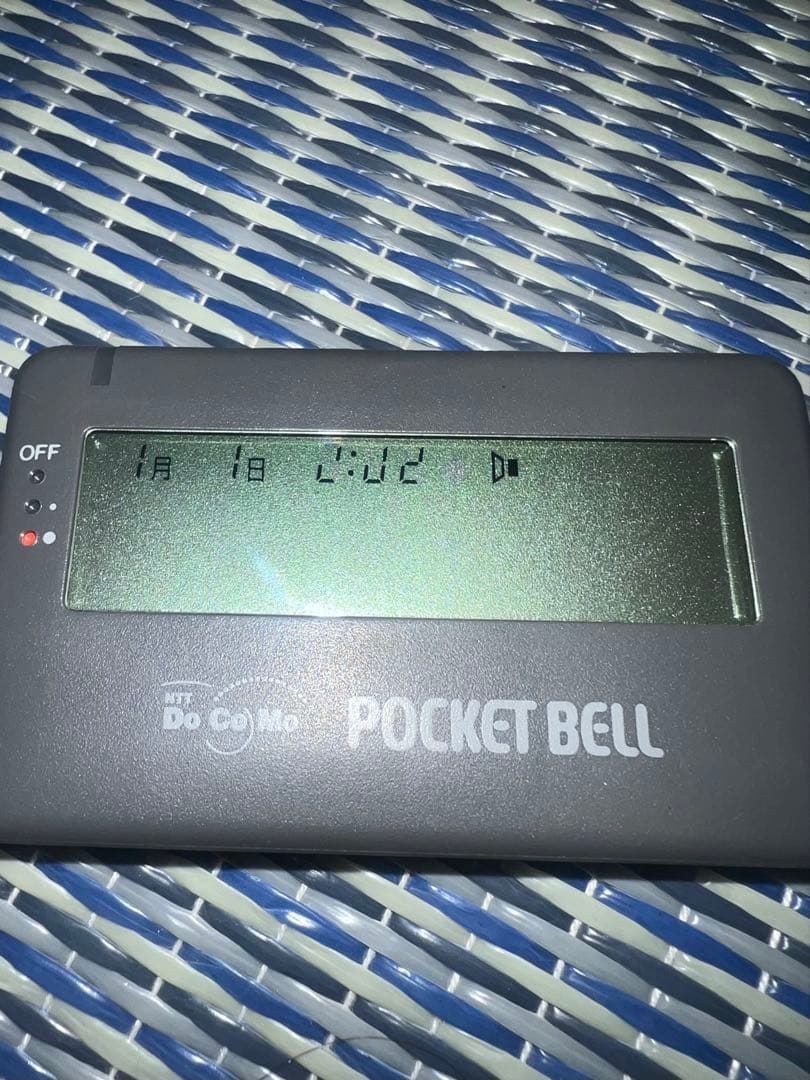 OFF
1月 1日 2:02
NTT
DoCoMo
POCKET BELL